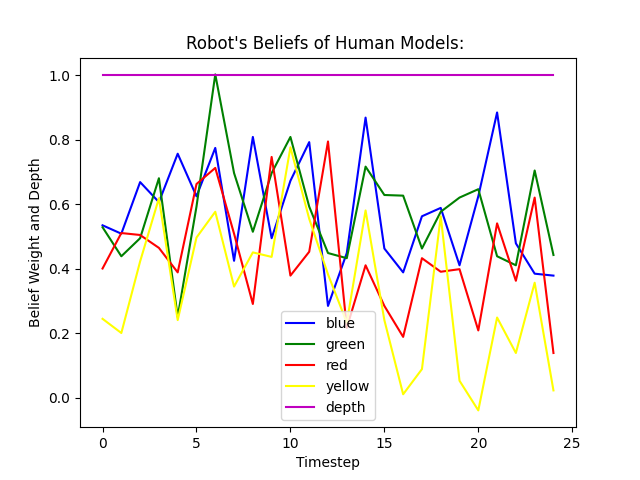 Robot's Beliefs of Human Models:
Belief Weight and Depth
1.0
0.8
0.6
0.4
0.2
0.0
blue
green
red
yellow
depth
0 5 10 15 20 25
Timestep